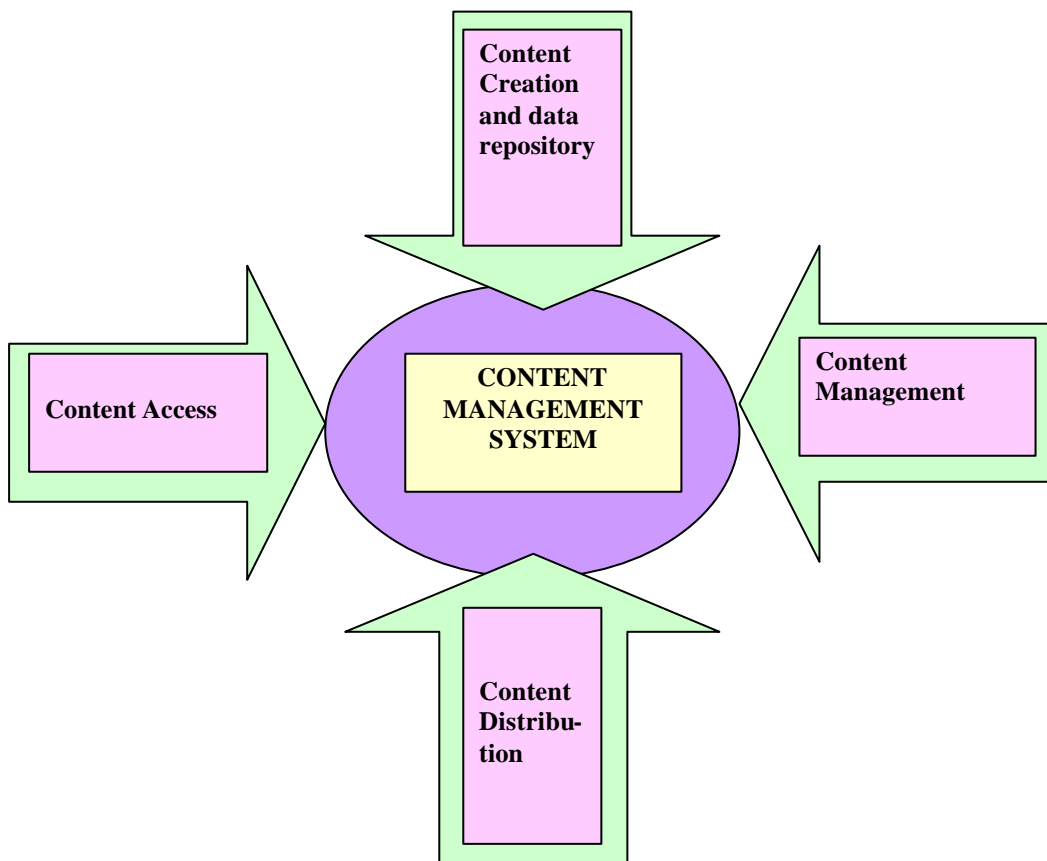 Content
Creation
and data
repository
Content Access
CONTENT
MANAGEMENT
SYSTEM
Content
Management
Content
Distribu-
tion